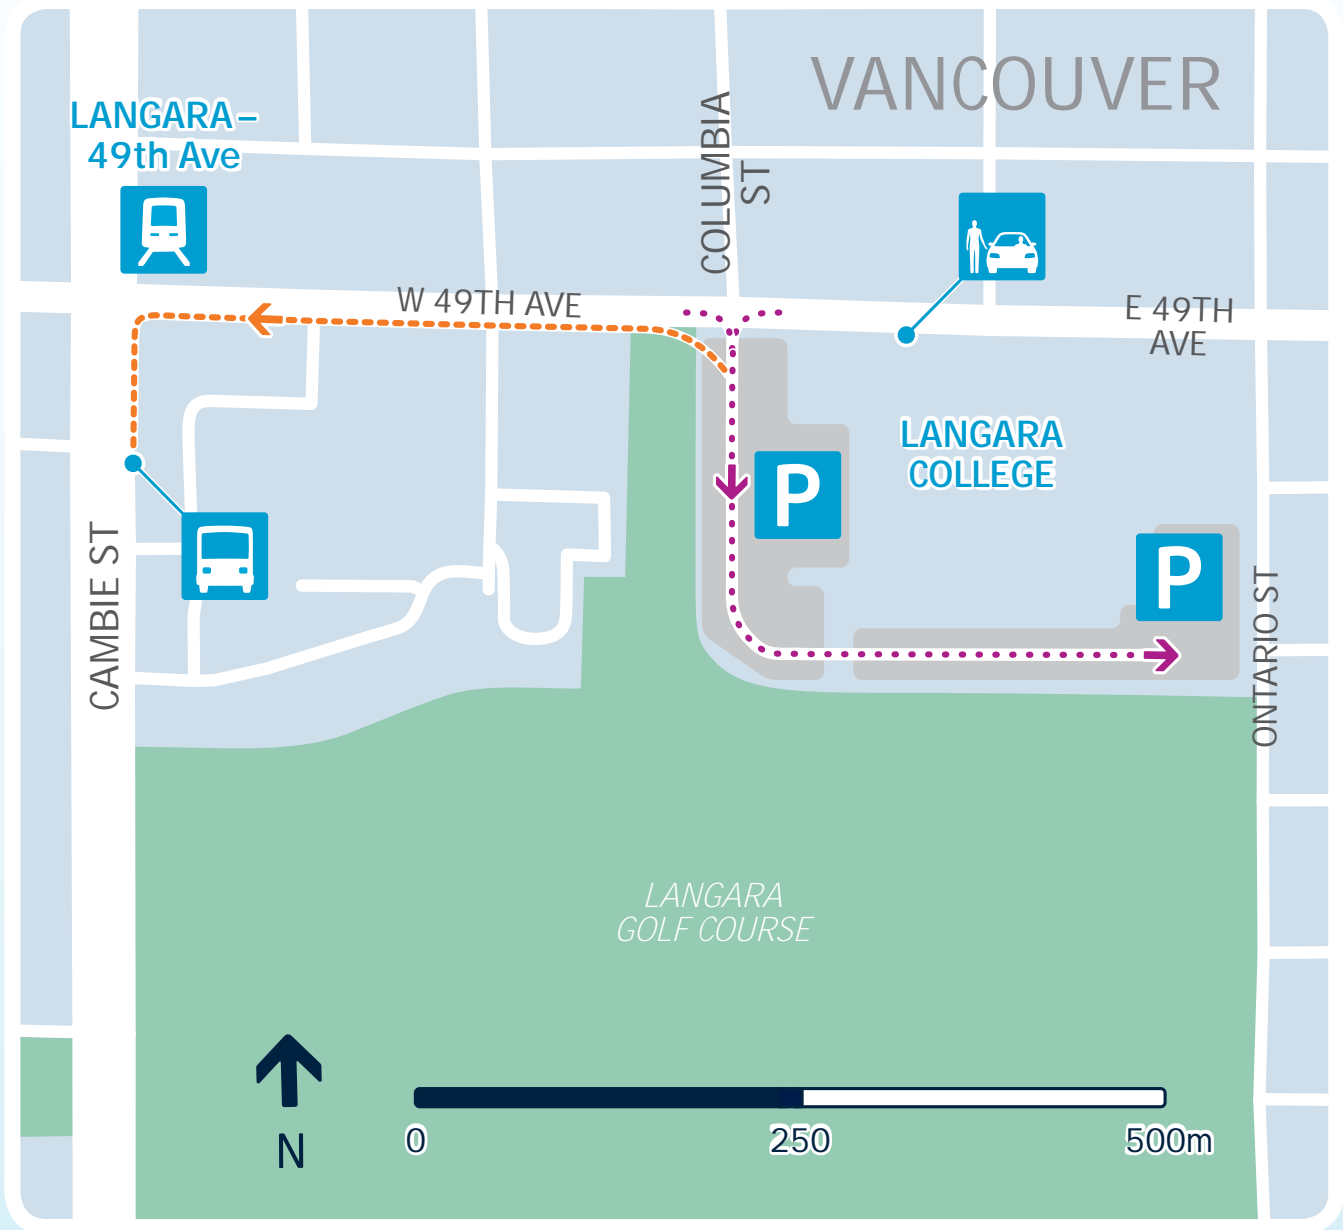 VANCOUVER
LANGARA –
49th Ave
COLUMBIA
ST
W 49TH AVE
E 49TH
AVE
LANGARA
COLLEGE
P
P
CAMBIE ST
ONTARIO ST
LANGARA
GOLF COURSE
N
0
250
500m